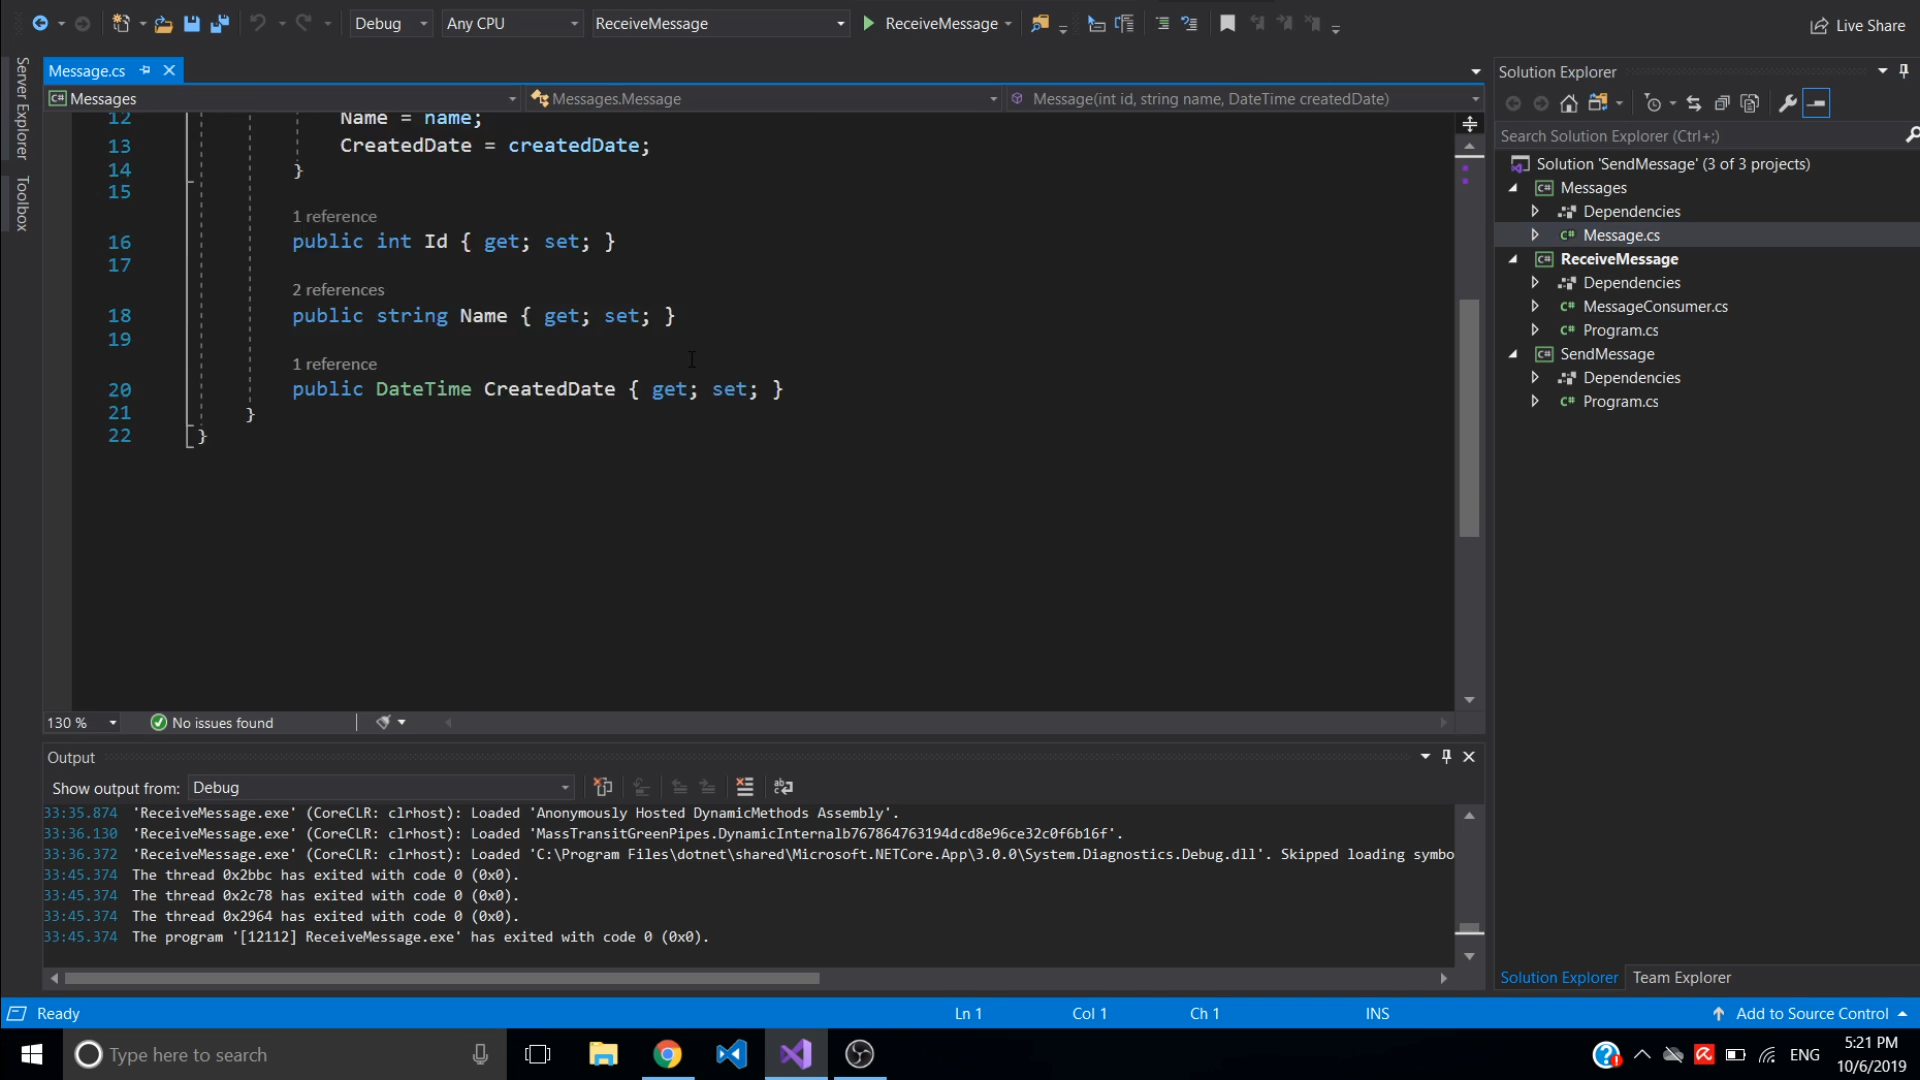 Debug
Any CPU
ReceiveMessage
ReceiveMessage
Live Share
Server Explorer
Toolbox
Message.cs
Messages
Messages.Message
Message(int id, string name, DateTime createdDate)
12 Name = name;
13 CreatedDate = createdDate;
14 }
15
1 reference
16 public int Id { get; set; }
17
2 references
18 public string Name { get; set; }
19
1 reference
20 public DateTime CreatedDate { get; set; }
21 }
22 }
130 %
No issues found
Output
Show output from: Debug
33:35.874 'ReceiveMessage.exe' (CoreCLR: clrhost): Loaded 'Anonymously Hosted DynamicMethods Assembly'.
33:36.130 'ReceiveMessage.exe' (CoreCLR: clrhost): Loaded 'MassTransitGreenPipes.DynamicInternalb767864763194dcd8e96ce32c0f6b16f'.
33:36.372 'ReceiveMessage.exe' (CoreCLR: clrhost): Loaded 'C:\Program Files\dotnet\shared\Microsoft.NETCore.App\3.0.0\System.Diagnostics.Debug.dll'. Skipped loading symbo
33:45.374 The thread 0x2bbc has exited with code 0 (0x0).
33:45.374 The thread 0x2c78 has exited with code 0 (0x0).
33:45.374 The thread 0x2964 has exited with code 0 (0x0).
33:45.374 The program '[12112] ReceiveMessage.exe' has exited with code 0 (0x0).
Solution Explorer
Search Solution Explorer (Ctrl+;)
Solution 'SendMessage' (3 of 3 projects)
C# Messages
Dependencies
C# Message.cs
C# ReceiveMessage
Dependencies
C# MessageConsumer.cs
C# Program.cs
C# SendMessage
Dependencies
C# Program.cs
Solution Explorer
Team Explorer
Ready
Ln 1
Col 1
Ch 1
INS
Add to Source Control
Type here to search
ENG
5:21 PM
10/6/2019